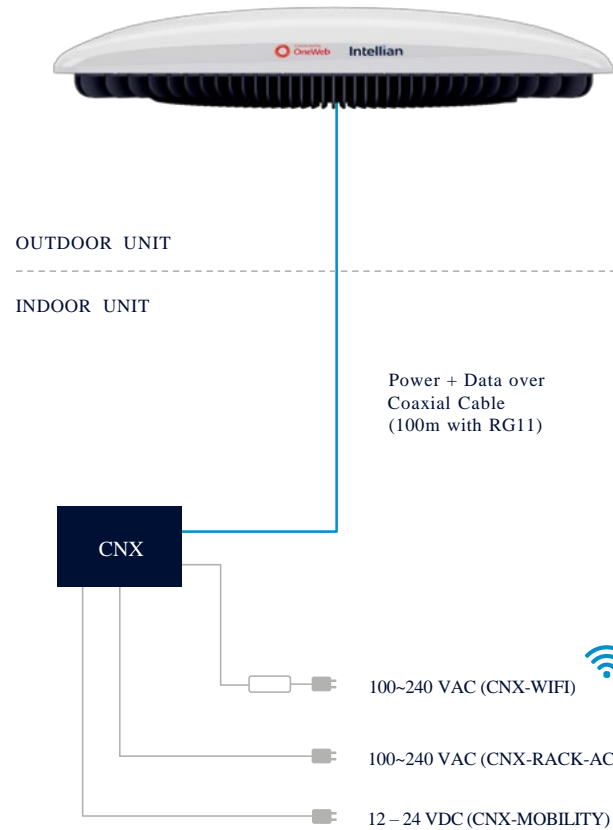 OneWeb Intellian
OUTDOOR UNIT
INDOOR UNIT
Power + Data over
Coaxial Cable
(100m with RG11)
CNX
100~240 VAC (CNX-WIFI)
100~240 VAC (CNX-RACK-AC
12 – 24 VDC (CNX-MOBILITY)